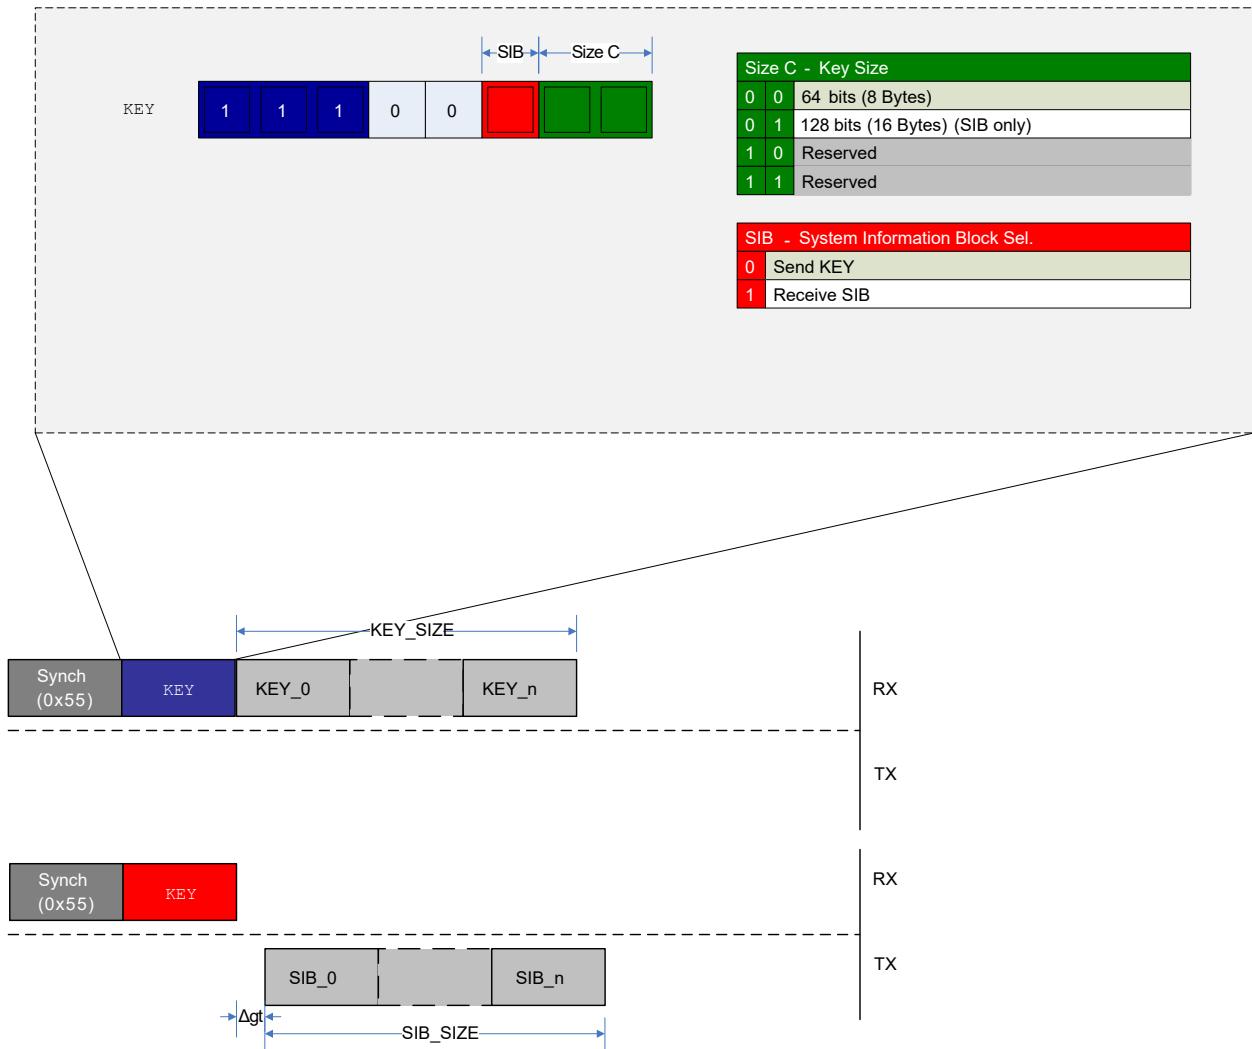 SIB Size C
KEY 1 1 1 0 0
Size C - Key Size
0 0 64 bits (8 Bytes)
0 1 128 bits (16 Bytes) (SIB only)
1 0 Reserved
1 1 Reserved
SIB - System Information Block Sel.
0 Send KEY
1 Receive SIB
KEY_SIZE
Synch
(0x55)
KEY
KEY_0
KEY_n
RX
TX
Synch
(0x55)
KEY
RX
SIB_0
SIB_n
TX
Δgt
SIB_SIZE